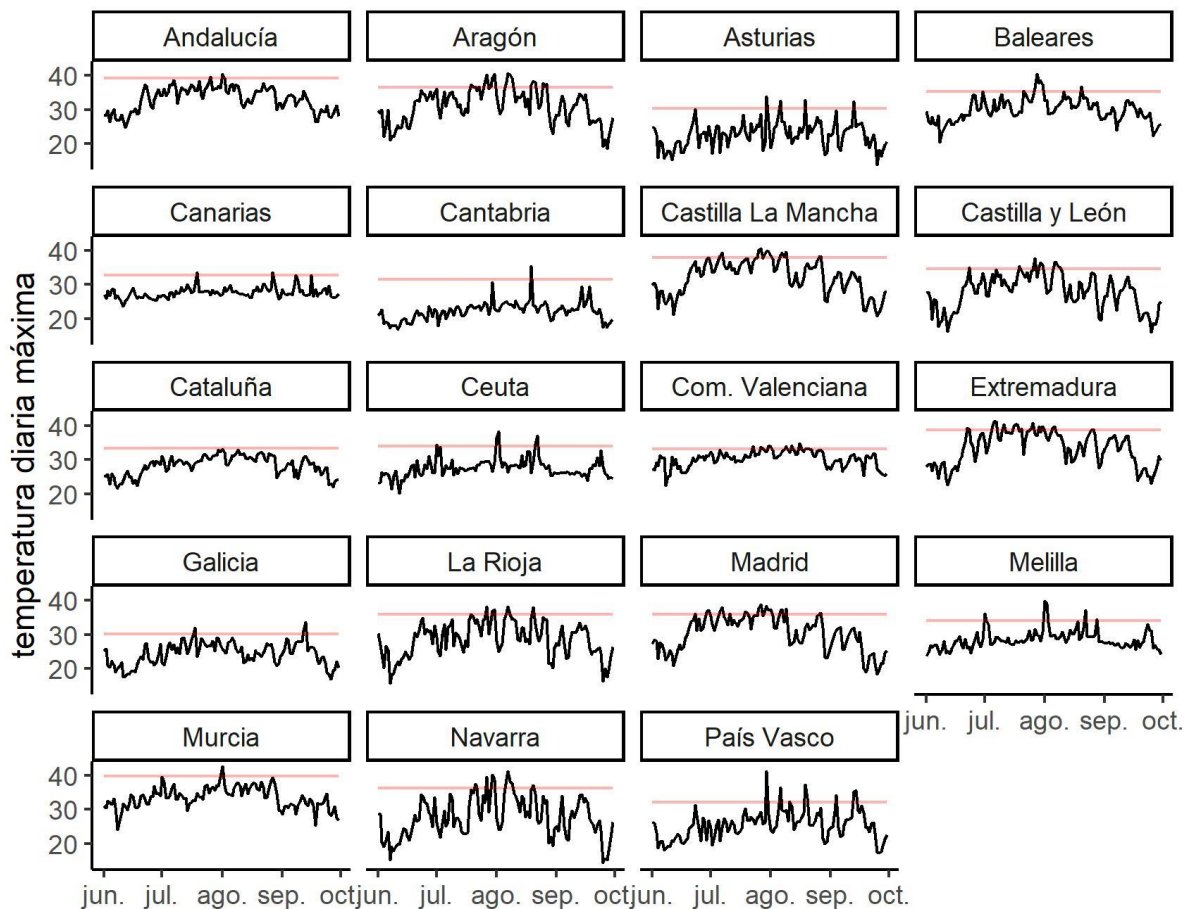 Andalucía
Aragón
Asturias
Baleares
40
30
20
Canarias
Cantabria
Castilla La Mancha
Castilla y León
40
30
20
Cataluña
Ceuta
Com. Valenciana
Extremadura
40
30
20
temperatura diaria máxima
Galicia
La Rioja
Madrid
Melilla
40
30
20
jun. jul. ago. sep. oct.
Murcia
Navarra
País Vasco
40
30
20
jun. jul. ago. sep. oct.
jun. jul. ago. sep. oct.
jun. jul. ago. sep. oct.